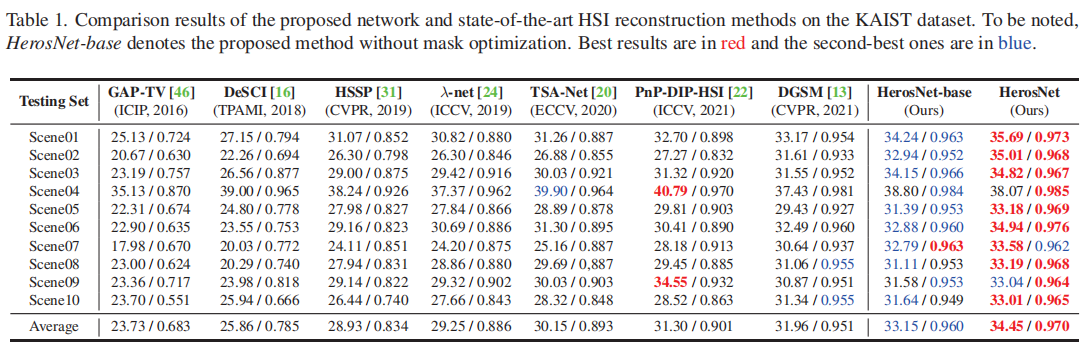 Table 1. Comparison results of the proposed network and state-of-the-art HSI reconstruction methods on the KAIST dataset. To be noted,
HerosNet-base denotes the proposed method without mask optimization. Best results are in red and the second-best ones are in blue.
Testing Set GAP-TV [46] DeSCI [16] HSSP [31] λ-net [24] TSA-Net [20] PnP-DIP-HSI [22] DGSM [13] HerosNet-base HerosNet
(ICIP, 2016) (TPAMI, 2018) (CVPR, 2019) (ICCV, 2019) (ECCV, 2020) (ICCV, 2021) (CVPR, 2021) (Ours) (Ours)
Scene01 25.13 / 0.724 27.15 / 0.794 31.07 / 0.852 30.82 / 0.880 31.26 / 0.887 32.70 / 0.898 33.17 / 0.954 34.24 / 0.963 35.69 / 0.973
Scene02 20.67 / 0.630 22.26 / 0.694 26.30 / 0.798 26.30 / 0.846 26.88 / 0.855 27.27 / 0.832 31.61 / 0.933 32.94 / 0.952 35.01 / 0.968
Scene03 23.19 / 0.757 26.56 / 0.877 29.00 / 0.875 29.42 / 0.916 30.03 / 0.921 31.32 / 0.920 31.55 / 0.952 34.15 / 0.966 34.82 / 0.967
Scene04 35.13 / 0.870 39.00 / 0.965 38.24 / 0.926 37.37 / 0.962 39.90 / 0.964 40.79 / 0.970 37.43 / 0.981 38.80 / 0.984 38.07 / 0.985
Scene05 22.31 / 0.674 24.80 / 0.778 27.98 / 0.827 27.84 / 0.866 28.89 / 0.878 29.81 / 0.903 29.43 / 0.927 31.39 / 0.953 33.18 / 0.969
Scene06 22.90 / 0.635 23.55 / 0.753 29.16 / 0.823 30.69 / 0.886 31.30 / 0.895 30.41 / 0.890 32.49 / 0.960 32.88 / 0.960 34.94 / 0.976
Scene07 17.98 / 0.670 20.03 / 0.772 24.11 / 0.851 24.20 / 0.875 25.16 / 0.887 28.18 / 0.913 30.64 / 0.937 32.79 / 0.963 33.58 / 0.962
Scene08 23.00 / 0.624 20.29 / 0.740 27.94 / 0.831 28.86 / 0.880 29.69 / 0.887 29.45 / 0.885 31.06 / 0.955 31.11 / 0.953 33.19 / 0.968
Scene09 23.36 / 0.717 23.98 / 0.818 29.14 / 0.822 29.32 / 0.902 30.03 / 0.903 34.55 / 0.932 30.87 / 0.951 31.58 / 0.953 33.04 / 0.964
Scene10 23.70 / 0.551 25.94 / 0.666 26.44 / 0.740 27.66 / 0.843 28.32 / 0.848 28.52 / 0.863 31.34 / 0.955 31.64 / 0.949 33.01 / 0.965
Average 23.73 / 0.683 25.86 / 0.785 28.93 / 0.834 29.25 / 0.886 30.15 / 0.893 31.30 / 0.901 31.96 / 0.951 33.15 / 0.960 34.45 / 0.970